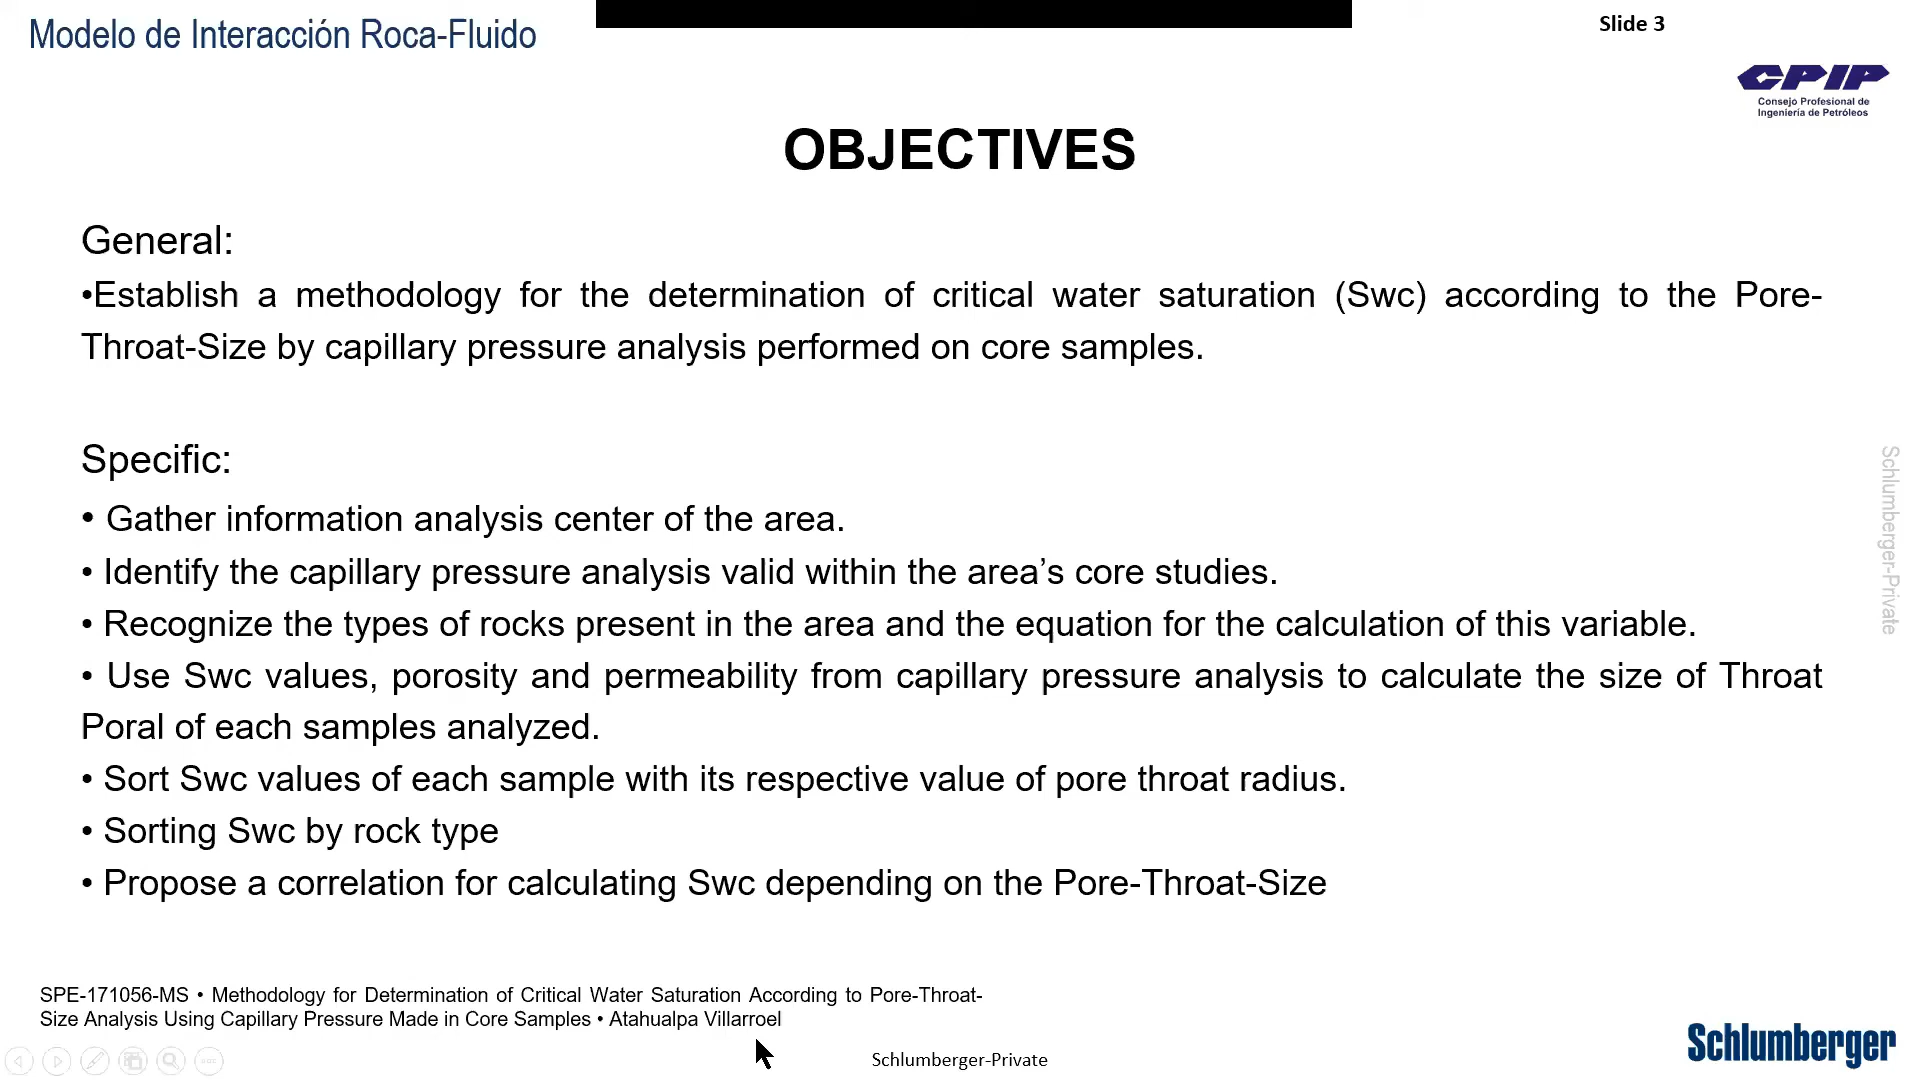 Modelo de Interacción Roca-Fluido
Slide 3
CPIP
Consejo Profesional de
Ingeniería de Petróleos
OBJECTIVES
General:
•Establish a methodology for the determination of critical water saturation (Swc) according to the Pore-
Throat-Size by capillary pressure analysis performed on core samples.
Specific:
• Gather information analysis center of the area.
• Identify the capillary pressure analysis valid within the area’s core studies.
• Recognize the types of rocks present in the area and the equation for the calculation of this variable.
• Use Swc values, porosity and permeability from capillary pressure analysis to calculate the size of Throat
Poral of each samples analyzed.
• Sort Swc values of each sample with its respective value of pore throat radius.
• Sorting Swc by rock type
• Propose a correlation for calculating Swc depending on the Pore-Throat-Size
Schlumberger-Private
SPE-171056-MS • Methodology for Determination of Critical Water Saturation According to Pore-Throat-
Size Analysis Using Capillary Pressure Made in Core Samples • Atahualpa Villarroel
Schlumberger-Private
Schlumberger